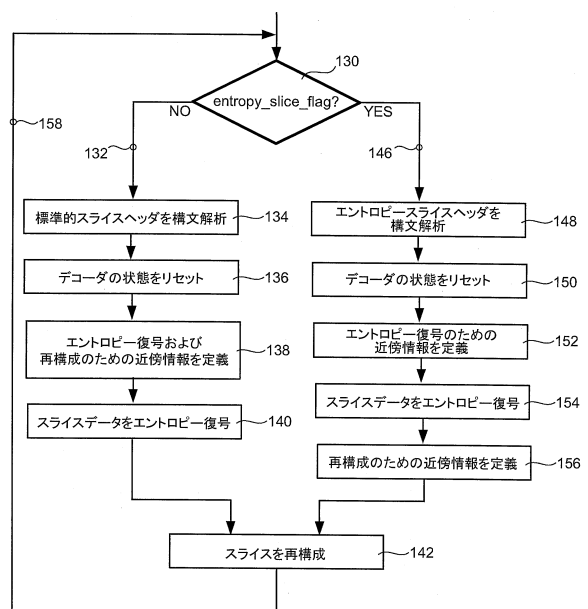 130
entropy_slice_flag?
NO
YES
158
132
146
標準的スライスヘッダを構文解析
134
エントロピースライスヘッダを
構文解析
148
デコーダの状態をリセット
136
デコーダの状態をリセット
150
エントロピー復号および
再構成のための近傍情報を定義
138
エントロピー復号のための
近傍情報を定義
152
スライスデータをエントロピー復号
140
スライスデータをエントロピー復号
154
再構成のための近傍情報を定義
156
スライスを再構成
142